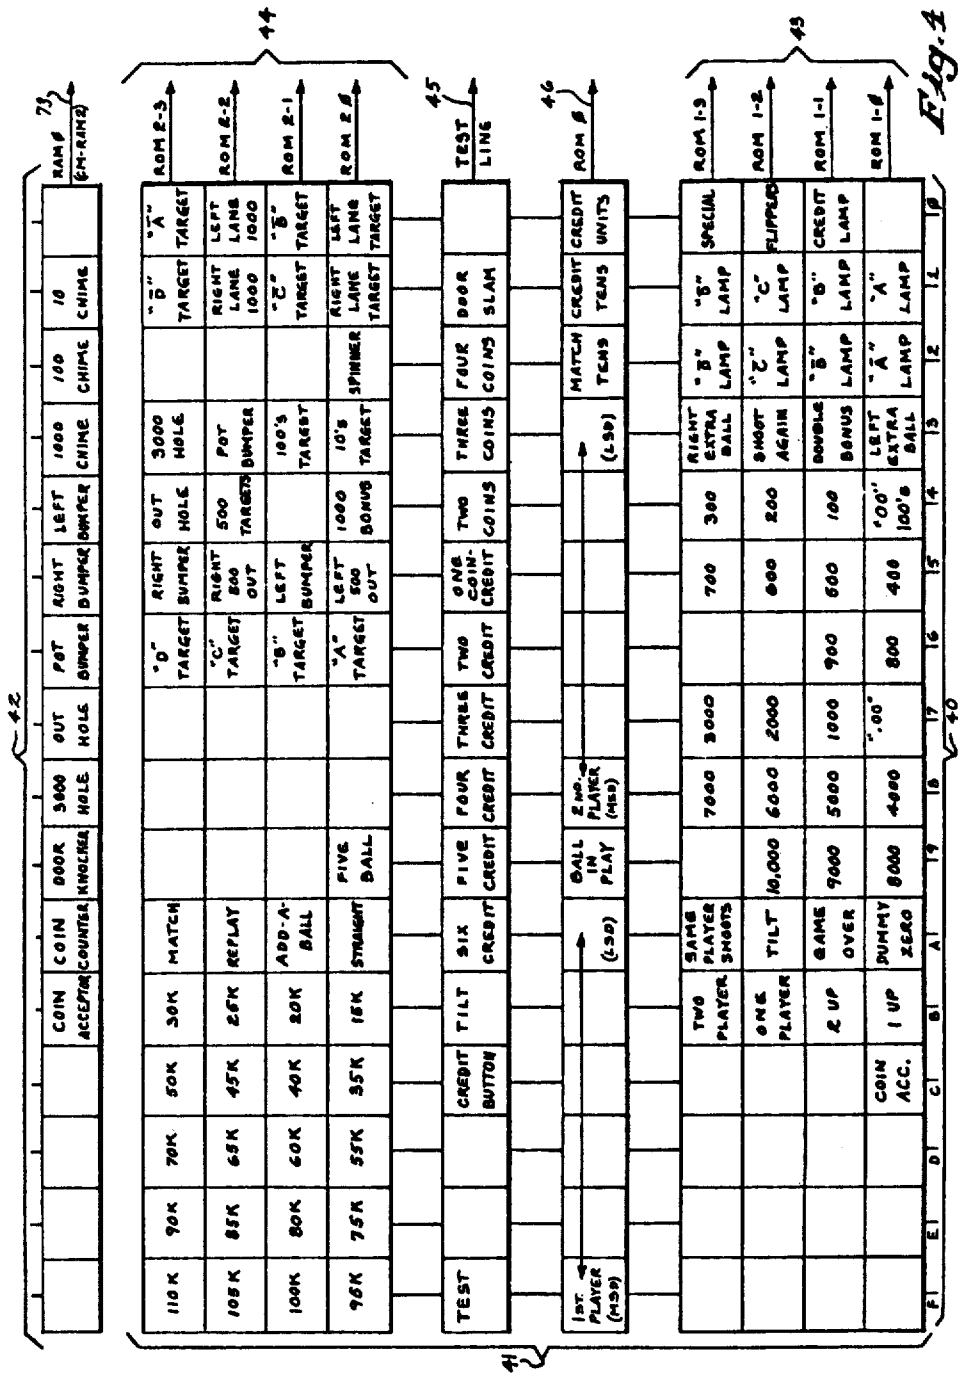 42
COIN ACCEPTOR
COIN COUNTER
DOOR KNOCKER
3000 HOLE
OUT HOLE
POT BUMPER
RIGHT BUMPER
LEFT BUMPER
1000 CHIME
100 CHIME
10 CHIME
RAM Ø
(CM-RAM2)
73
110K
90K
70K
50K
30K
MATCH
"D" TARGET
RIGHT BUMPER
OUT HOLE
3000 HOLE
"D̄" TARGET
"Ā" TARGET
ROM 2-3
105K
85K
65K
45K
25K
REPLAY
"C" TARGET
RIGHT 500 OUT
500 TARGETS
POT BUMPER
RIGHT LANE 1000
LEFT LANE 1000
ROM 2-2
44
100K
80K
60K
40K
20K
ADD-A-BALL
"B" TARGET
LEFT BUMPER
100'S TARGET
"C̄" TARGET
"B̄" TARGET
ROM 2-1
95K
75K
55K
35K
15K
STRAIGHT
FIVE BALL
"A" TARGET
LEFT 500 OUT
1000 BONUS
10'S TARGET
SPINNER
RIGHT LANE TARGET
LEFT LANE TARGET
ROM 2Ø
41
TEST
CREDIT BUTTON
TILT
SIX CREDIT
FIVE CREDIT
FOUR CREDIT
THREE CREDIT
TWO CREDIT
ONE COIN-CREDIT
TWO COINS
THREE COINS
FOUR COINS
DOOR SLAM
TEST LINE
45
1ST. PLAYER (MSD)
(LSD)
BALL IN PLAY
2ND. PLAYER (MSD)
(LSD)
MATCH TENS
CREDIT TENS
CREDIT UNITS
ROM Ø
46
TWO PLAYER
SAME PLAYER SHOOTS
7000
3000
700
300
RIGHT EXTRA BALL
"D̄" LAMP
"D" LAMP
SPECIAL
ROM 1-3
ONE PLAYER
TILT
10,000
6000
2000
600
200
SHOOT AGAIN
"C̄" LAMP
"C" LAMP
FLIPPERS
ROM 1-2
43
2 UP
GAME OVER
9000
5000
1000
900
500
100
DOUBLE BONUS
"B̄" LAMP
"B" LAMP
CREDIT LAMP
ROM 1-1
COIN ACC.
1 UP
DUMMY ZERO
8000
4000
".00"
800
400
"00" 100'S
LEFT EXTRA BALL
"Ā" LAMP
"A" LAMP
ROM 1-Ø
F E D C B A 9 8 7 6 5 4 3 2 1 Ø
40
Fig. 4